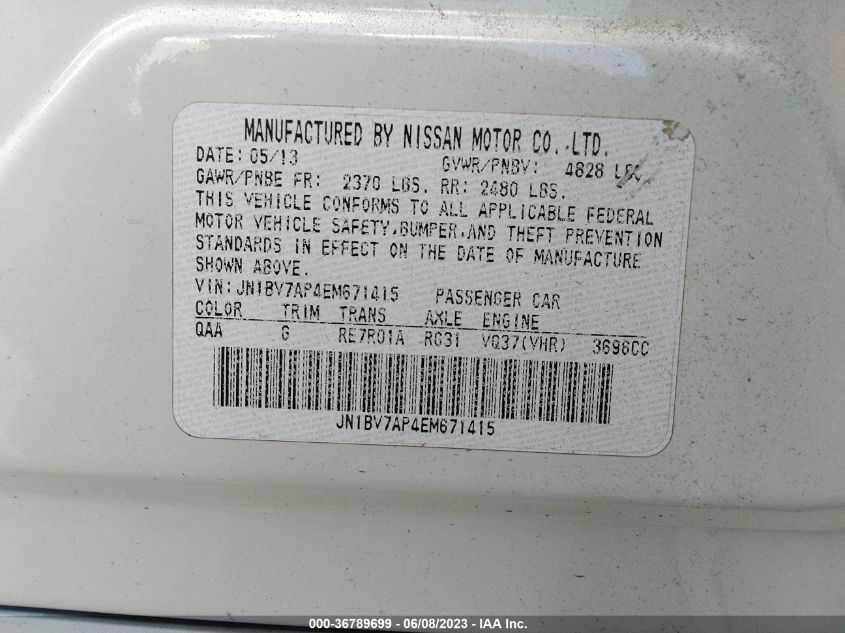 MANUFACTURED BY NISSAN MOTOR CO.,LTD.
DATE: 05/13 GVWR/PNBV: 4828 LBS
GAWR/PNBE FR: 2370 LBS. RR: 2480 LBS.
THIS VEHICLE CONFORMS TO ALL APPLICABLE FEDERAL
MOTOR VEHICLE SAFETY,BUMPER,AND THEFT PREVENTION
STANDARDS IN EFFECT ON THE DATE OF MANUFACTURE
SHOWN ABOVE.
VIN:JN1BV7AP4EM671415 PASSENGER CAR
COLOR TRIM TRANS AXLE ENGINE
QAA G RE7R01A RG31 VQ37(VHR) 3696CC
JN1BV7AP4EM671415
000-36789699 - 06/08/2023 - IAA Inc.